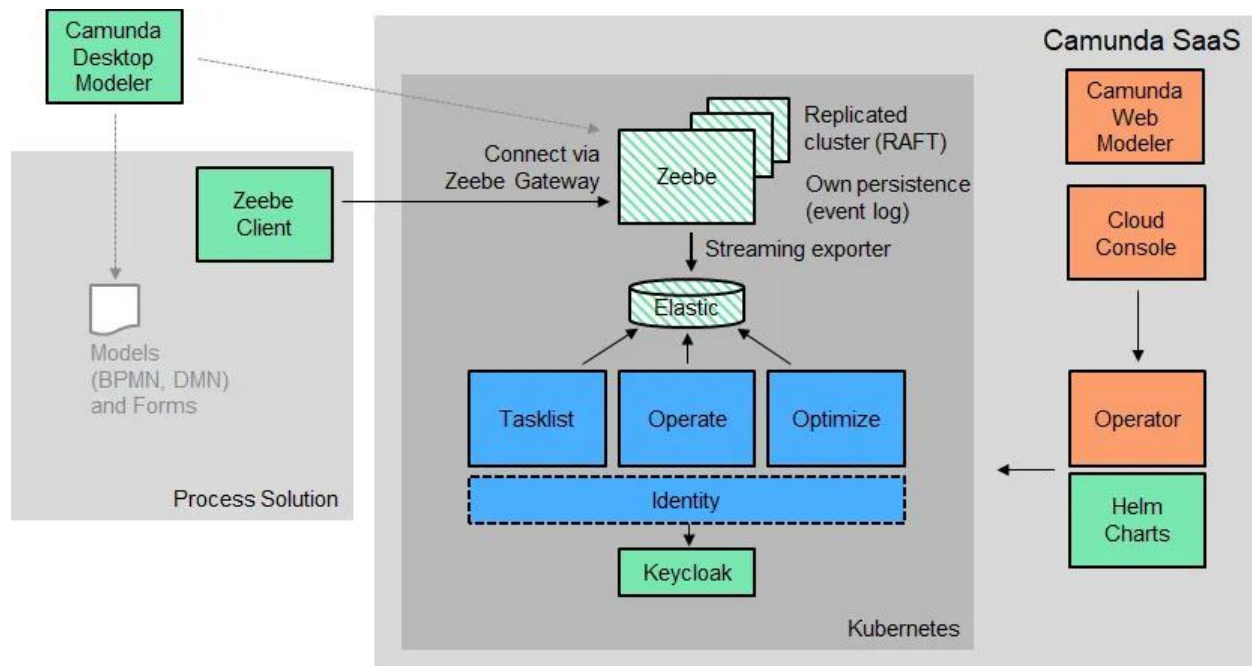 Camunda
Desktop
Modeler
Camunda SaaS
Camunda
Web
Modeler
Replicated
cluster (RAFT)
Connect via
Zeebe Gateway
Zeebe
Own persistence
(event log)
Zeebe
Client
Cloud
Console
Streaming exporter
Elastic
Models
(BPMN, DMN)
and Forms
Tasklist
Operate
Optimize
Operator
Process Solution
Identity
Helm
Charts
Keycloak
Kubernetes